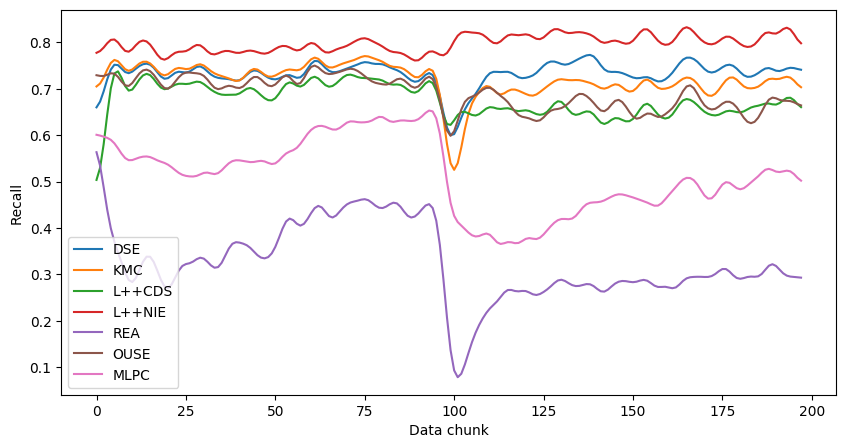 0.8
0.7
0.6
0.5
0.4
0.3
0.2
0.1
Recall
DSE
KMC
L++CDS
L++NIE
REA
OUSE
MLPC
0 25 50 75 100 125 150 175 200
Data chunk